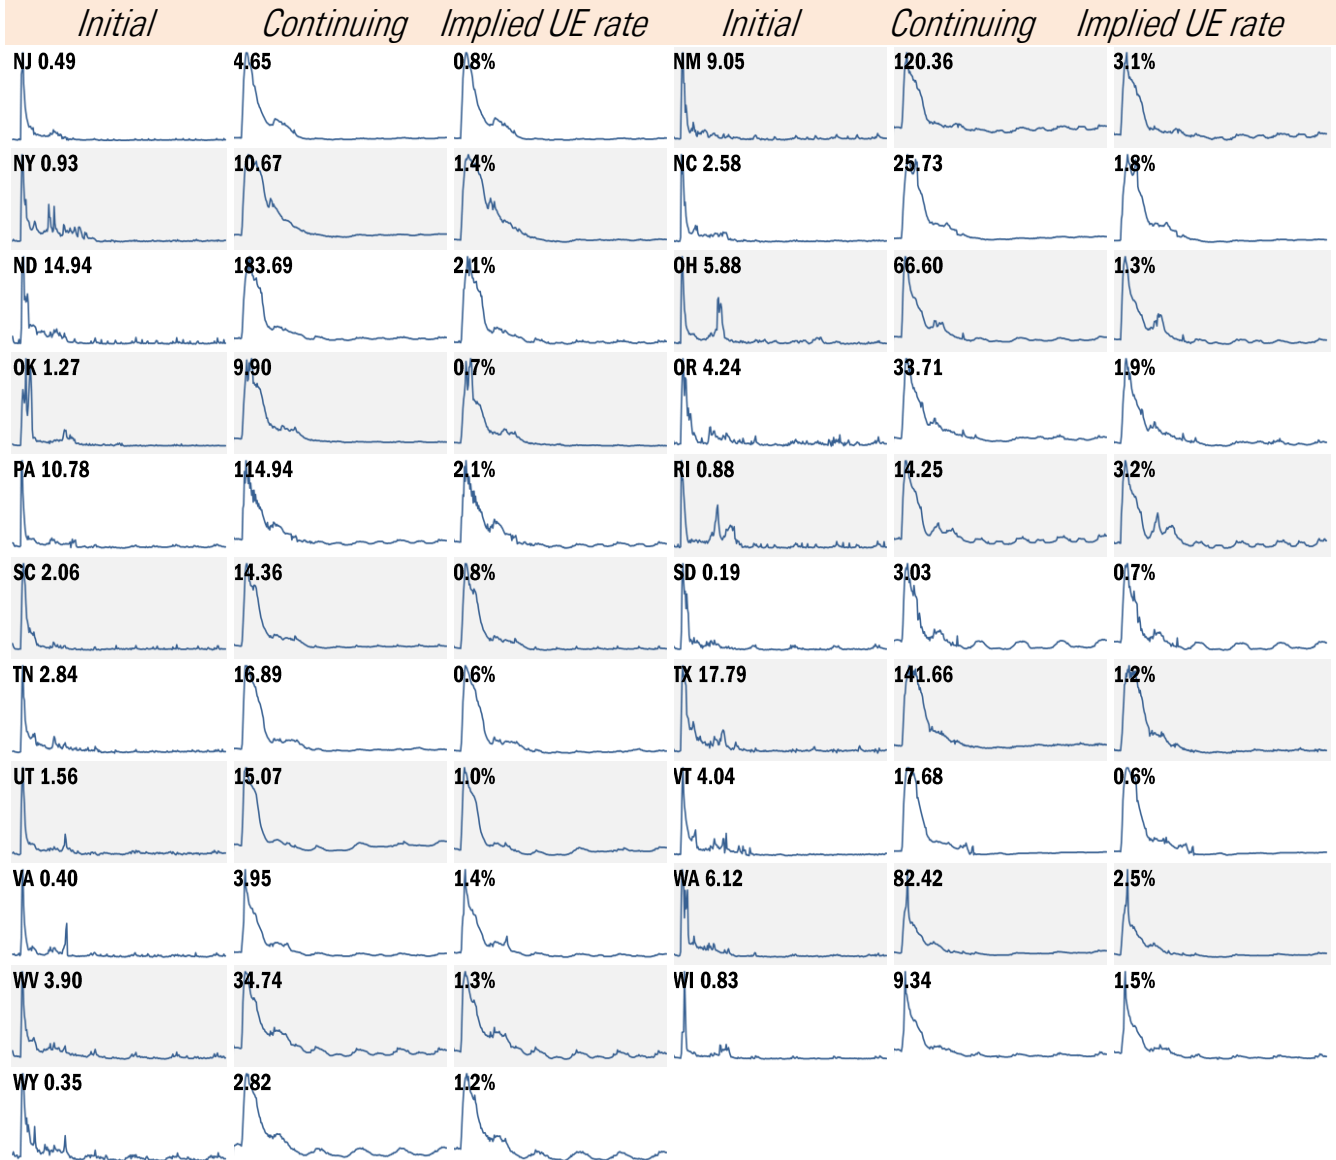 Initial Continuing Implied UE rate Initial Continuing Implied UE rate
NJ 0.49 4.65 0.8% NM 9.05 120.36 3.1%
NY 0.93 10.67 1.4% NC 2.58 25.73 1.8%
ND 14.94 183.69 2.1% OH 5.88 66.60 1.3%
OK 1.27 9.90 0.7% OR 4.24 33.71 1.9%
PA 10.78 114.94 2.1% RI 0.88 14.25 3.2%
SC 2.06 14.36 0.8% SD 0.19 3.03 0.7%
TN 2.84 16.89 0.6% TX 17.79 141.66 1.2%
UT 1.56 15.07 1.0% VT 4.04 17.68 0.6%
VA 0.40 3.95 1.4% WA 6.12 82.42 2.5%
WV 3.90 34.74 1.3% WI 0.83 9.34 1.5%
WY 0.35 2.82 1.2%